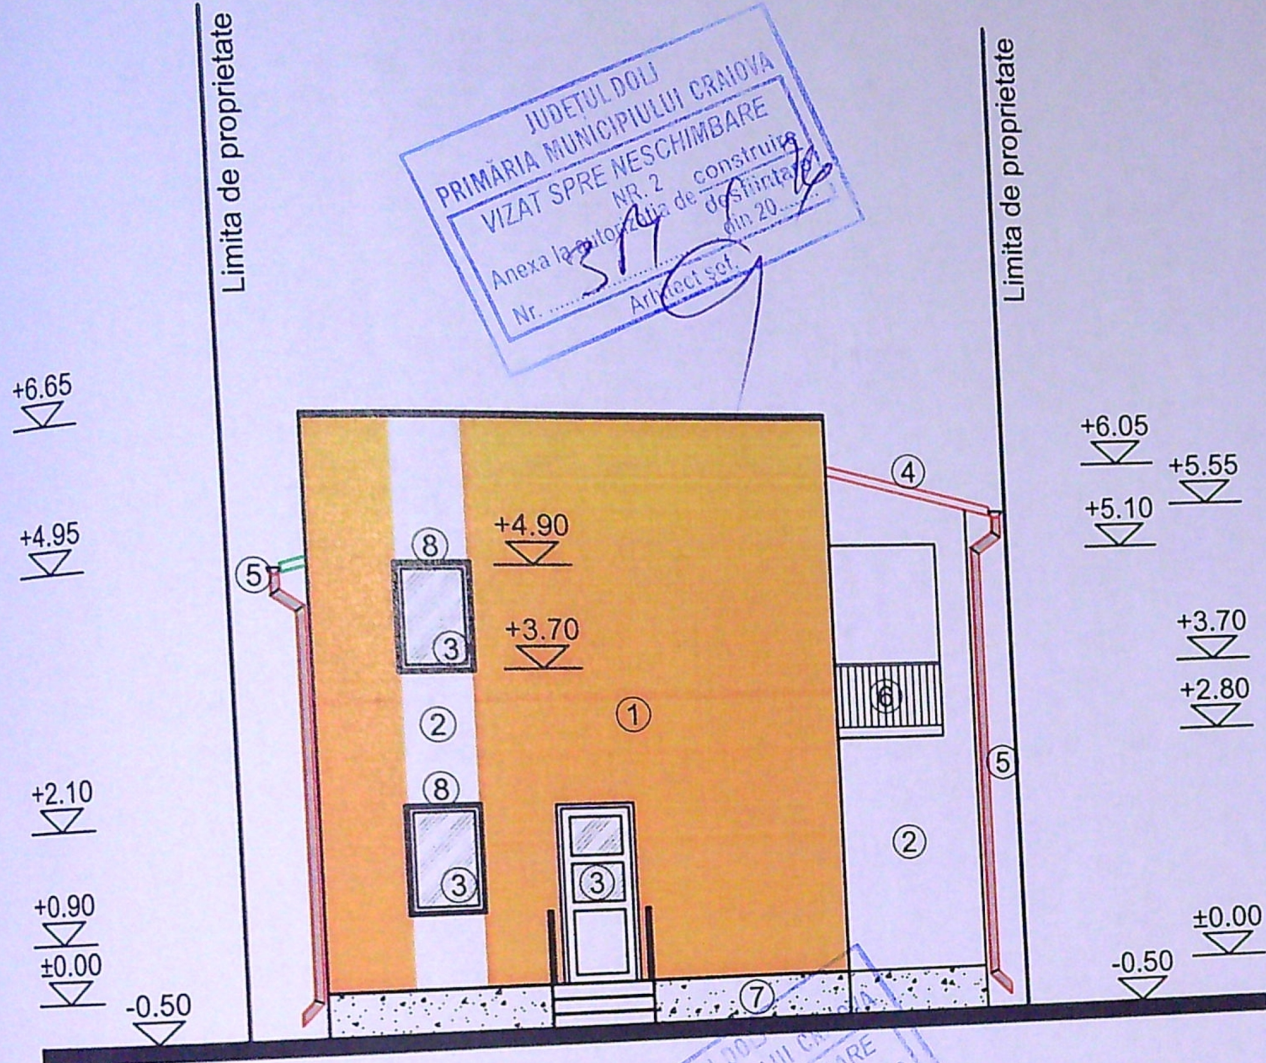 Limita de proprietate
Limita de proprietate
JUDEȚUL DOLJ
PRIMĂRIA MUNICIPIULUI CRAIOVA
VIZAT SPRE NESCHIMBARE
NR. 2
Anexa la autorizația de construire
desființare
Nr. .......... din 20........
Arhitect șef,
+6.65
+4.95
+2.10
+0.90
±0.00
-0.50
+6.05
+5.55
+5.10
+3.70
+2.80
±0.00
-0.50
4
8
+4.90
5
3
+3.70
6
1
2
5
8
2
3
3
7
CRAIOVA